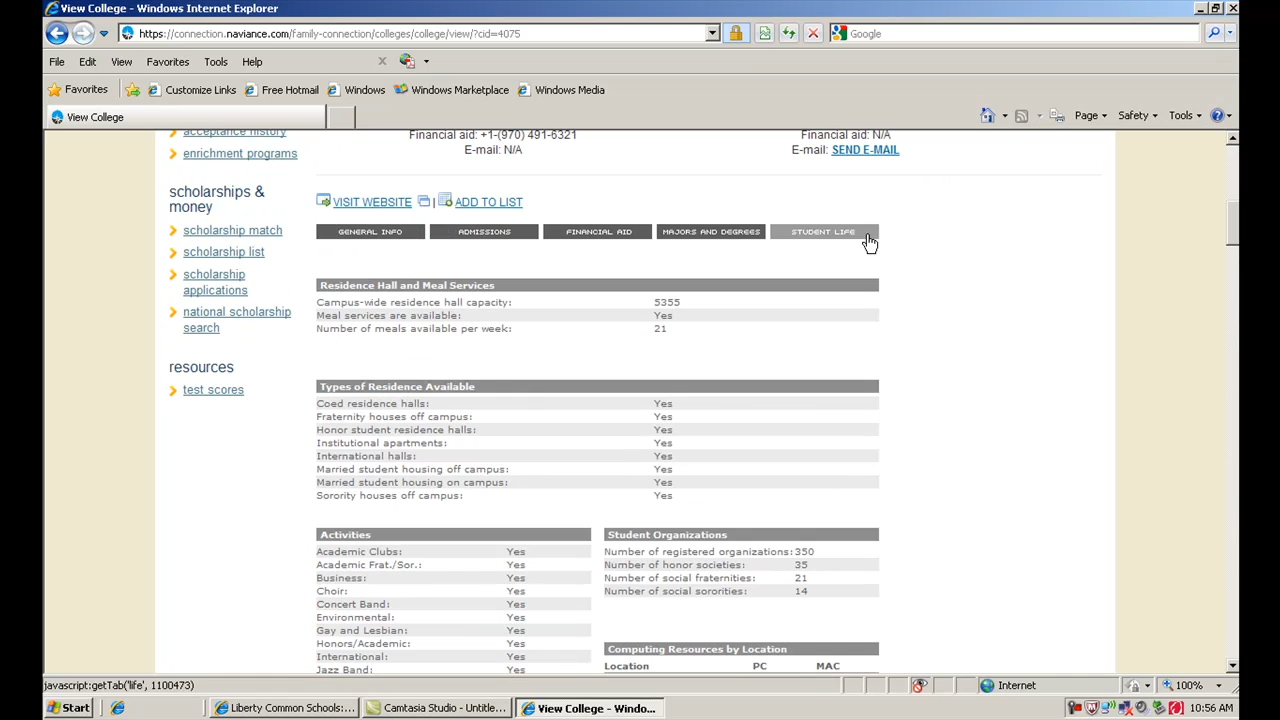 View College - Windows Internet Explorer
https://connection.naviance.com/family-connection/colleges/college/view/?cid=4075
Google
File Edit View Favorites Tools Help
Favorites Customize Links Free Hotmail Windows Windows Marketplace Windows Media
View College
Page Safety Tools
acceptance history
enrichment programs
scholarships &
money
scholarship match
scholarship list
scholarship
applications
national scholarship
search
resources
test scores
Financial aid: +1-(970) 491-6321
E-mail: N/A
Financial aid: N/A
E-mail: SEND E-MAIL
VISIT WEBSITE | ADD TO LIST
GENERAL INFO ADMISSIONS FINANCIAL AID MAJORS AND DEGREES STUDENT LIFE
Residence Hall and Meal Services
Campus-wide residence hall capacity: 5355
Meal services are available: Yes
Number of meals available per week: 21
Types of Residence Available
Coed residence halls: Yes
Fraternity houses off campus: Yes
Honor student residence halls: Yes
Institutional apartments: Yes
International halls: Yes
Married student housing off campus: Yes
Married student housing on campus: Yes
Sorority houses off campus: Yes
Activities
Academic Clubs: Yes
Academic Frat./Sor.: Yes
Business: Yes
Choir: Yes
Concert Band: Yes
Environmental: Yes
Gay and Lesbian: Yes
Honors/Academic: Yes
International: Yes
Jazz Band: Yes
Student Organizations
Number of registered organizations: 350
Number of honor societies: 35
Number of social fraternities: 21
Number of social sororities: 14
Computing Resources by Location
Location PC MAC
javascript:getTab('life', 1100473)
Internet
100%
Start
Liberty Common Schools:...
Camtasia Studio - Untitle...
View College - Windo...
10:56 AM